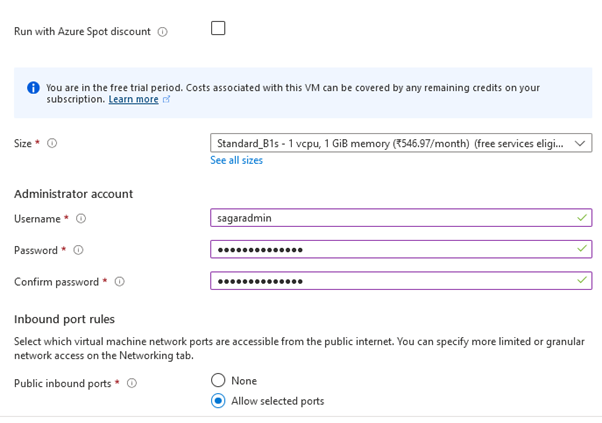 Run with Azure Spot discount
You are in the free trial period. Costs associated with this VM can be covered by any remaining credits on your
subscription. Learn more
Size * Standard_B1s - 1 vcpu, 1 GiB memory (₹546.97/month) (free services eligi...
See all sizes
Administrator account
Username * sagaradmin
Password * ●●●●●●●●●●●●●●
Confirm password * ●●●●●●●●●●●●●●
Inbound port rules
Select which virtual machine network ports are accessible from the public internet. You can specify more limited or granular
network access on the Networking tab.
Public inbound ports * None
Allow selected ports